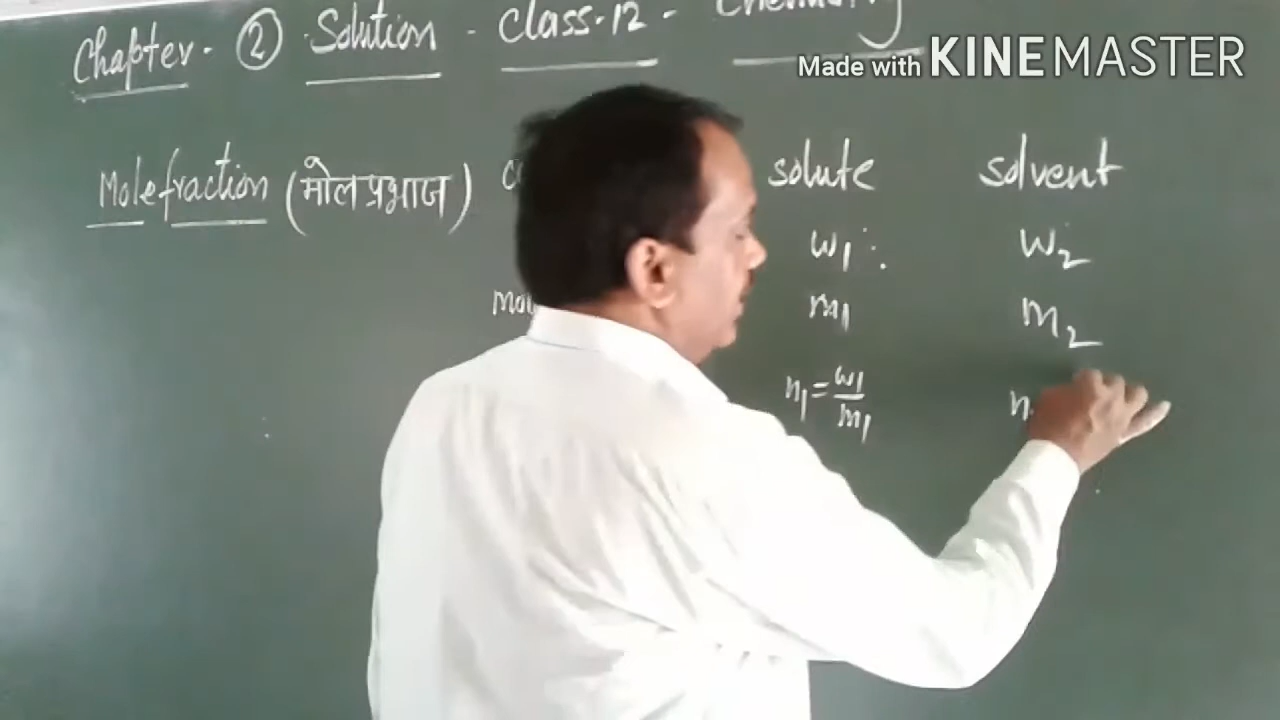 Chapter - ② Solution - Class-12 - Chemistry
Made with KINEMASTER
Molefraction (मोल प्रभाज) solute solvent
w₁ w₂
m₁ m₂
n₁ = w₁/m₁ n